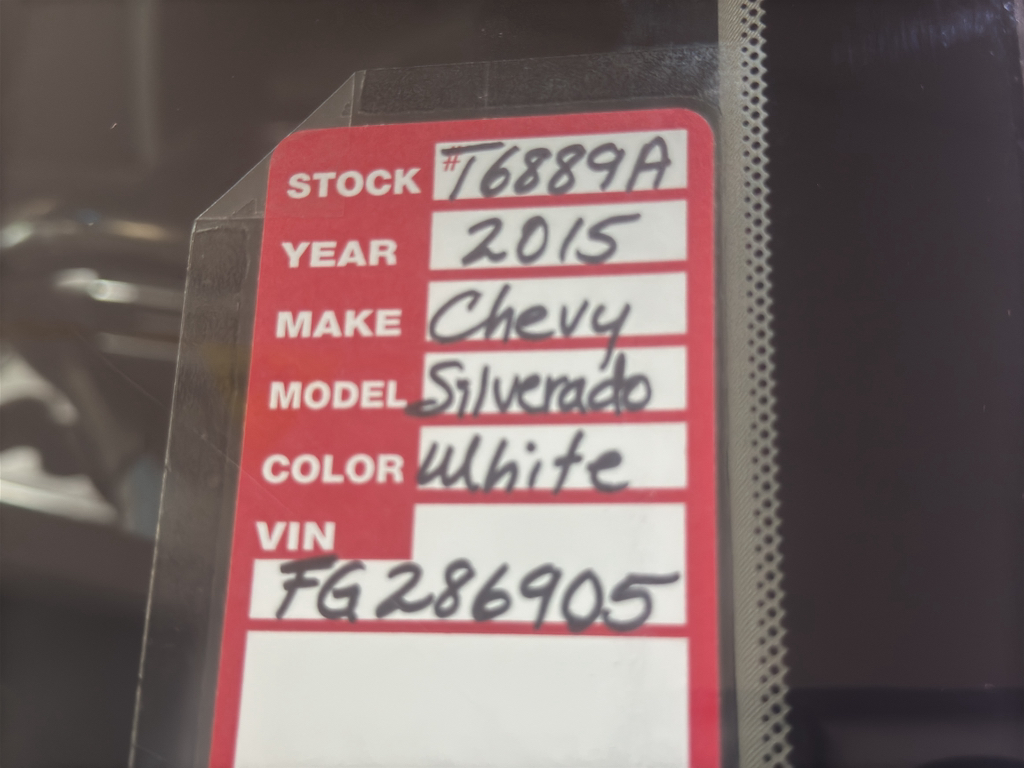 STOCK #T6889A
YEAR 2015
MAKE Chevy
MODEL Silverado
COLOR White
VIN
FG286905